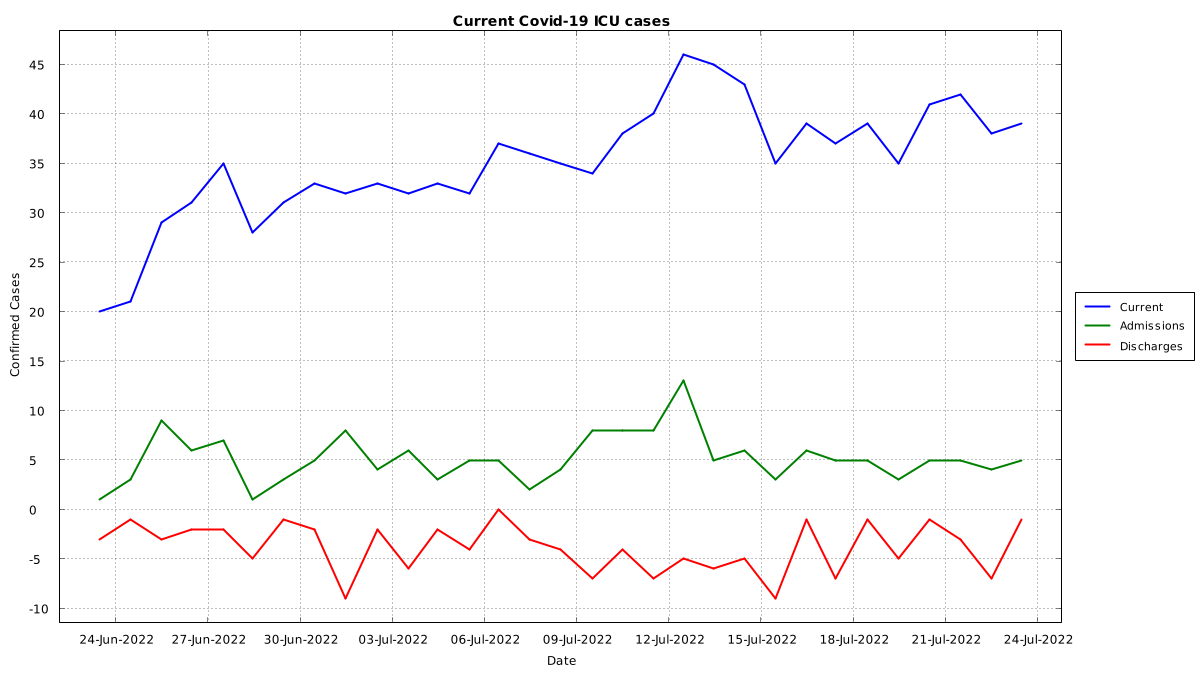 Current Covid-19 ICU cases
45
40
35
30
25
20
15
10
5
0
-5
-10
Confirmed Cases
24-Jun-2022 27-Jun-2022 30-Jun-2022 03-Jul-2022 06-Jul-2022 09-Jul-2022 12-Jul-2022 15-Jul-2022 18-Jul-2022 21-Jul-2022 24-Jul-2022
Date
Current
Admissions
Discharges